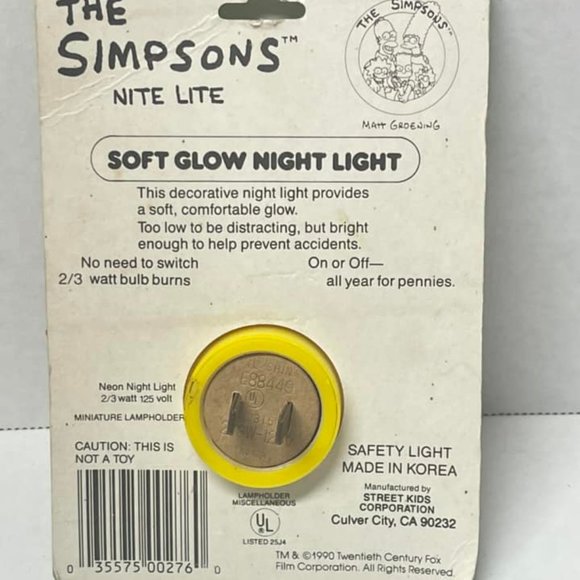 THE
SIMPSONS™
NITE LITE
THE SIMPSONS™
MATT GROENING
SOFT GLOW NIGHT LIGHT
This decorative night light provides
a soft, comfortable glow.
Too low to be distracting, but bright
enough to help prevent accidents.
No need to switch On or Off—
2/3 watt bulb burns all year for pennies.
Neon Night Light
2/3 watt 125 volt
MINIATURE LAMPHOLDER
E88440
UL
CAUTION: THIS IS
NOT A TOY
SAFETY LIGHT
MADE IN KOREA
Manufactured by
STREET KIDS
CORPORATION
Culver City, CA 90232
LAMPHOLDER
MISCELLANEOUS
UL
LISTED 25J4
0 35575 00276 0
TM & ©1990 Twentieth Century Fox
Film Corporation. All Rights Reserved.